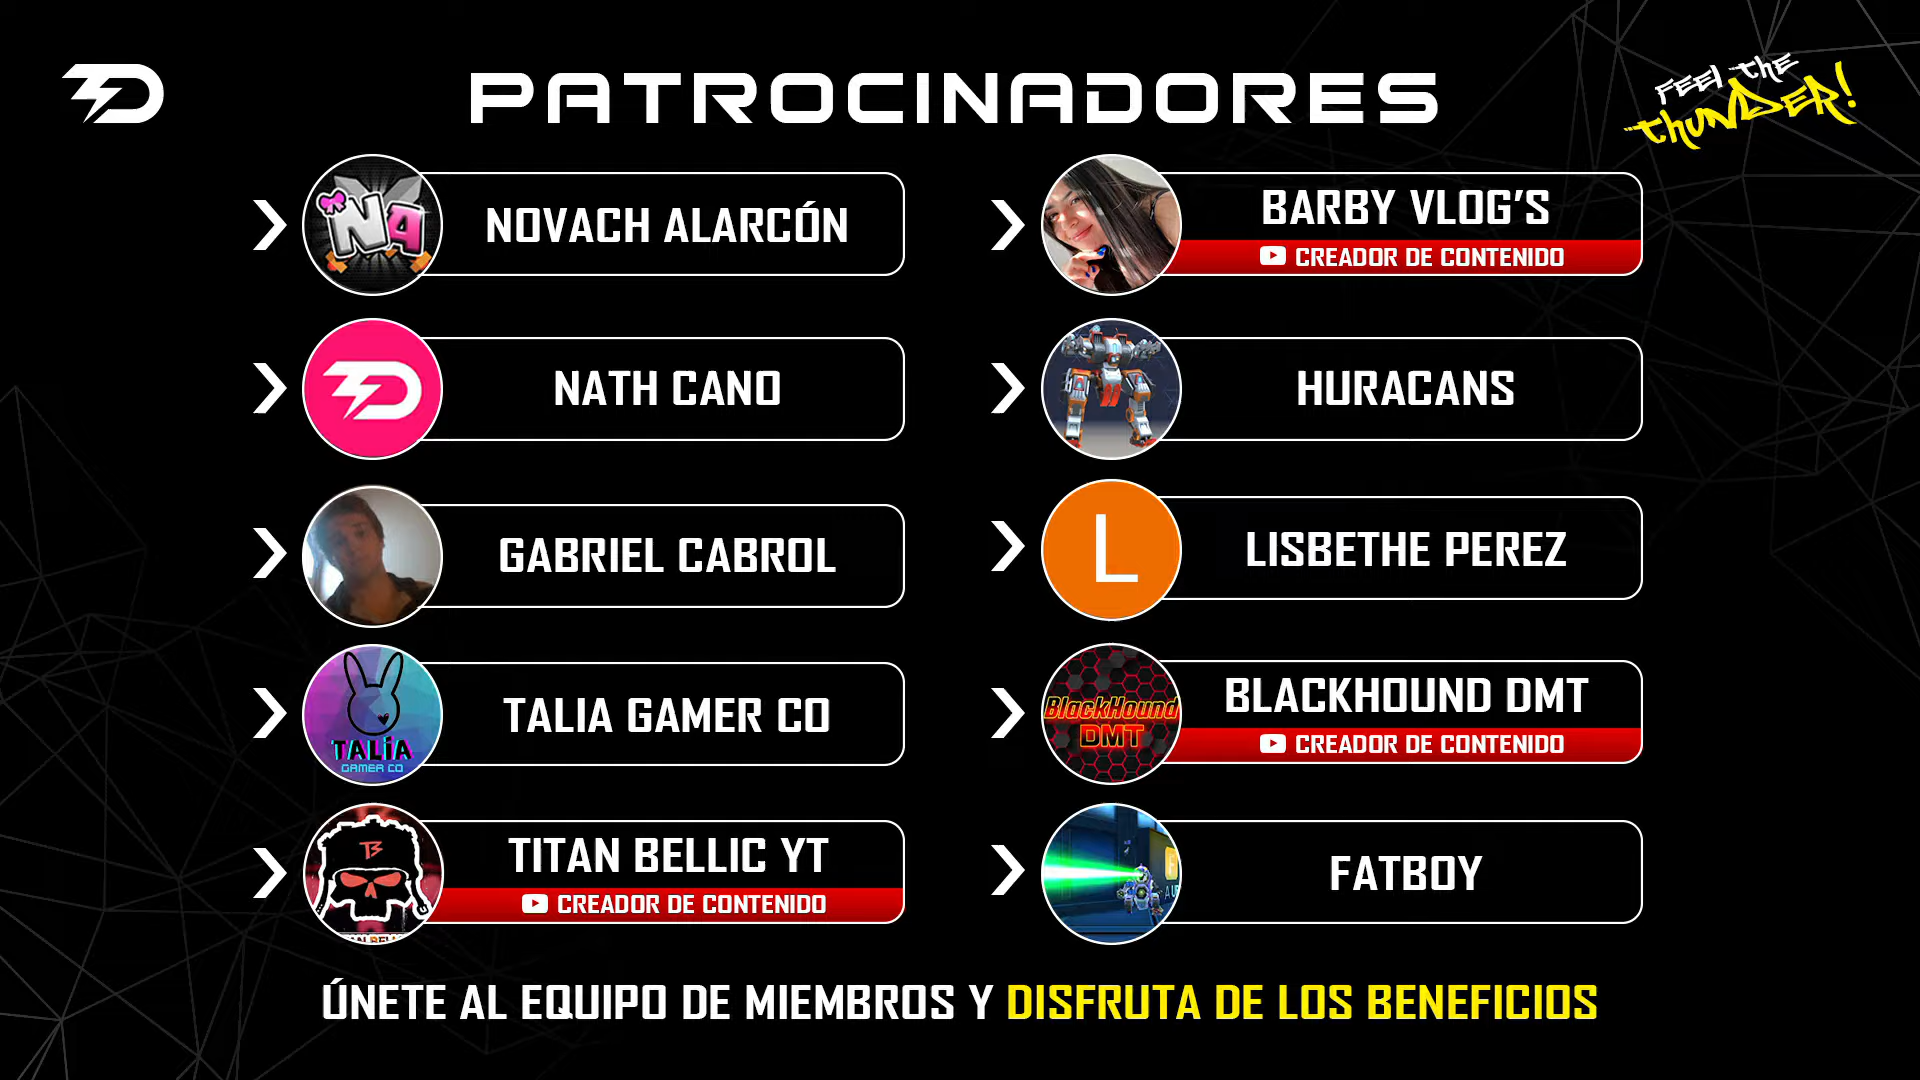 PATROCINADORES
FEEL the
thunDER!
NA
NOVACH ALARCÓN
BARBY VLOG'S
CREADOR DE CONTENIDO
NATH CANO
HURACANS
GABRIEL CABROL
L
LISBETHE PEREZ
TALiA
GAMER CO
TALIA GAMER CO
BlackHound
DMT
BLACKHOUND DMT
CREADOR DE CONTENIDO
TB
TITAN BELLIC YT
CREADOR DE CONTENIDO
FATBOY
ÚNETE AL EQUIPO DE MIEMBROS Y DISFRUTA DE LOS BENEFICIOS